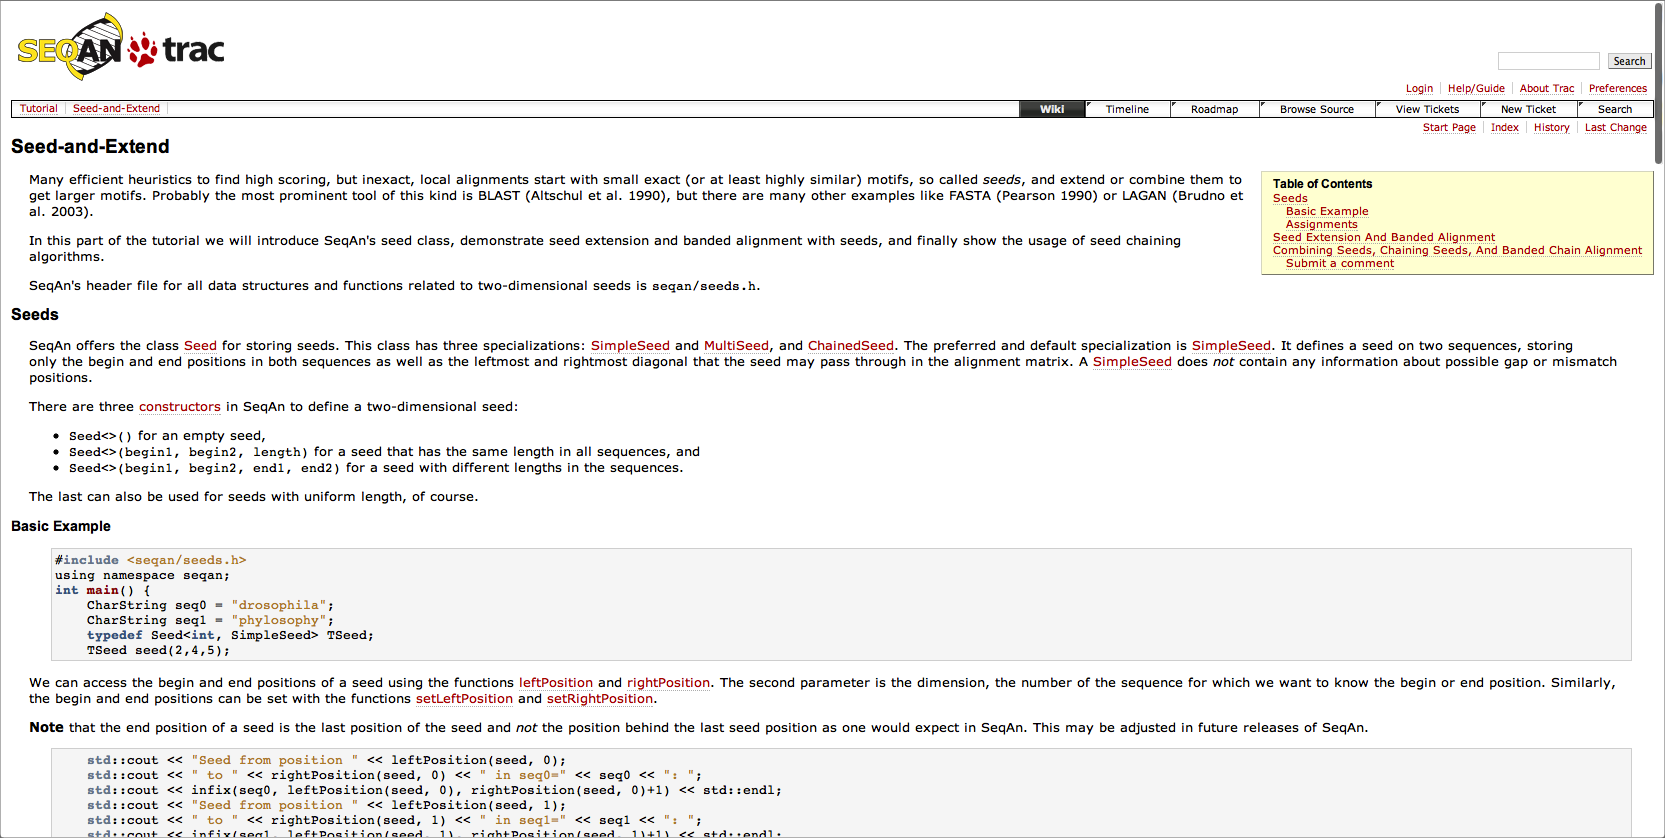 SEQAN trac
Search
Login Help/Guide About Trac Preferences
Tutorial Seed-and-Extend Wiki Timeline Roadmap Browse Source View Tickets New Ticket Search
Start Page Index History Last Change
Seed-and-Extend
Many efficient heuristics to find high scoring, but inexact, local alignments start with small exact (or at least highly similar) motifs, so called seeds, and extend or combine them to
get larger motifs. Probably the most prominent tool of this kind is BLAST (Altschul et al. 1990), but there are many other examples like FASTA (Pearson 1990) or LAGAN (Brudno et
al. 2003).
In this part of the tutorial we will introduce SeqAn's seed class, demonstrate seed extension and banded alignment with seeds, and finally show the usage of seed chaining
algorithms.
SeqAn's header file for all data structures and functions related to two-dimensional seeds is seqan/seeds.h.
Table of Contents
Seeds
Basic Example
Assignments
Seed Extension And Banded Alignment
Combining Seeds, Chaining Seeds, And Banded Chain Alignment
Submit a comment
Seeds
SeqAn offers the class Seed for storing seeds. This class has three specializations: SimpleSeed and MultiSeed, and ChainedSeed. The preferred and default specialization is SimpleSeed. It defines a seed on two sequences, storing
only the begin and end positions in both sequences as well as the leftmost and rightmost diagonal that the seed may pass through in the alignment matrix. A SimpleSeed does not contain any information about possible gap or mismatch
positions.
There are three constructors in SeqAn to define a two-dimensional seed:
• Seed<>() for an empty seed,
• Seed<>(begin1, begin2, length) for a seed that has the same length in all sequences, and
• Seed<>(begin1, begin2, end1, end2) for a seed with different lengths in the sequences.
The last can also be used for seeds with uniform length, of course.
Basic Example
#include <seqan/seeds.h>
using namespace seqan;
int main() {
CharString seq0 = "drosophila";
CharString seq1 = "phylosophy";
typedef Seed<int, SimpleSeed> TSeed;
TSeed seed(2,4,5);
We can access the begin and end positions of a seed using the functions leftPosition and rightPosition. The second parameter is the dimension, the number of the sequence for which we want to know the begin or end position. Similarly,
the begin and end positions can be set with the functions setLeftPosition and setRightPosition.
Note that the end position of a seed is the last position of the seed and not the position behind the last seed position as one would expect in SeqAn. This may be adjusted in future releases of SeqAn.
std::cout << "Seed from position " << leftPosition(seed, 0);
std::cout << " to " << rightPosition(seed, 0) << " in seq0=" << seq0 << ": ";
std::cout << infix(seq0, leftPosition(seed, 0), rightPosition(seed, 0)+1) << std::endl;
std::cout << "Seed from position " << leftPosition(seed, 1);
std::cout << " to " << rightPosition(seed, 1) << " in seq1=" << seq1 << ": ";
std::cout << infix(seq1, leftPosition(seed, 1), rightPosition(seed, 1)+1) << std::endl;